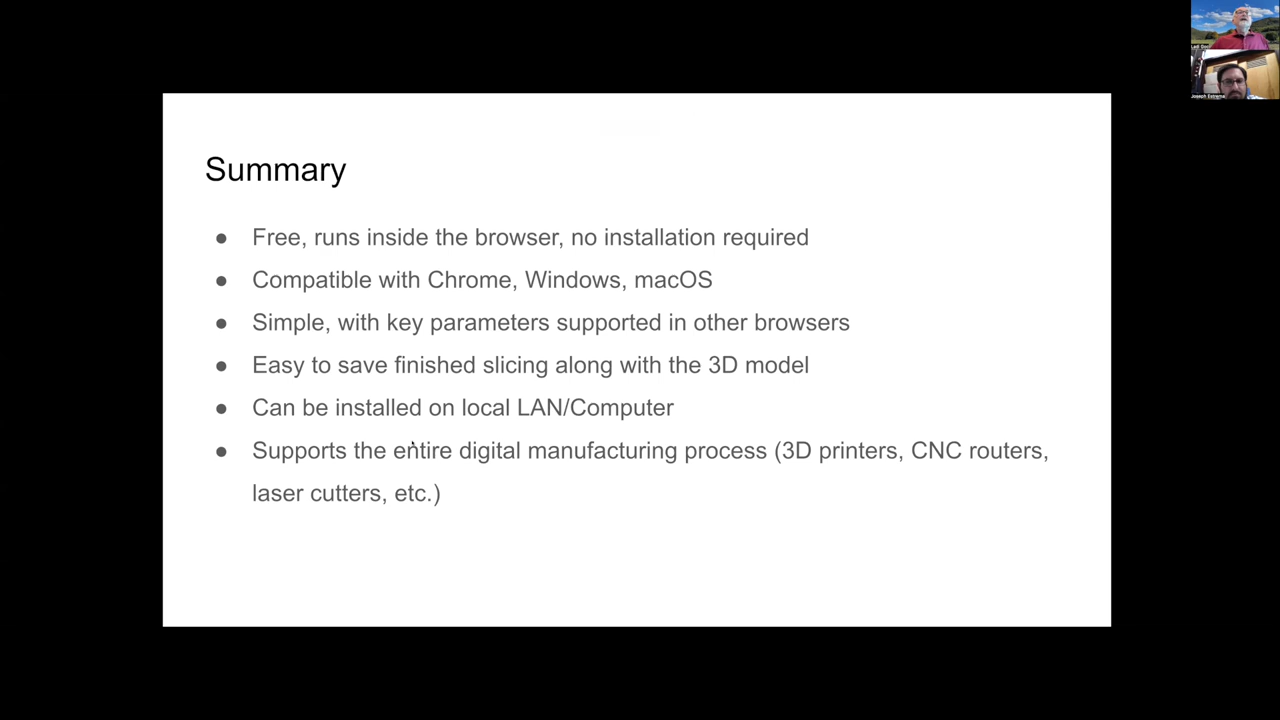 Summary
● Free, runs inside the browser, no installation required
● Compatible with Chrome, Windows, macOS
● Simple, with key parameters supported in other browsers
● Easy to save finished slicing along with the 3D model
● Can be installed on local LAN/Computer
● Supports the entire digital manufacturing process (3D printers, CNC routers,
laser cutters, etc.)
Joseph Extrema